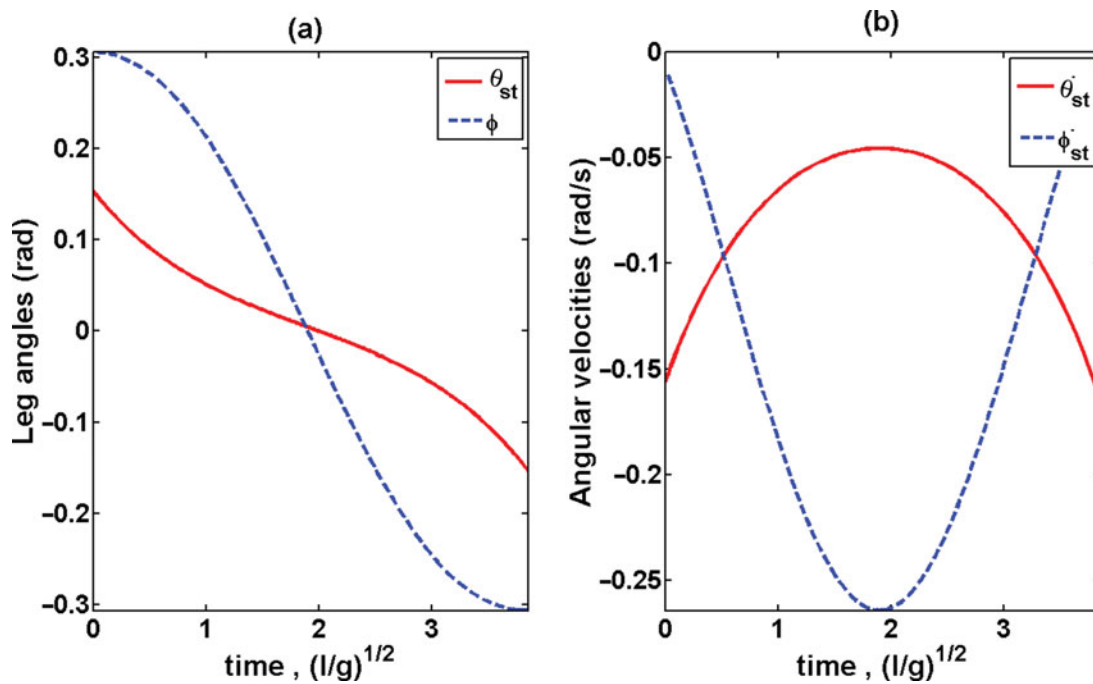 (a)
0.3
0.2
0.1
0
−0.1
−0.2
−0.3
Leg angles (rad)
θst
ϕ
0 1 2 3
time , (l/g)1/2
(b)
0
−0.05
−0.1
−0.15
−0.2
−0.25
Angular velocities (rad/s)
θ̇st
ϕ̇st
0 1 2 3
time , (l/g)1/2